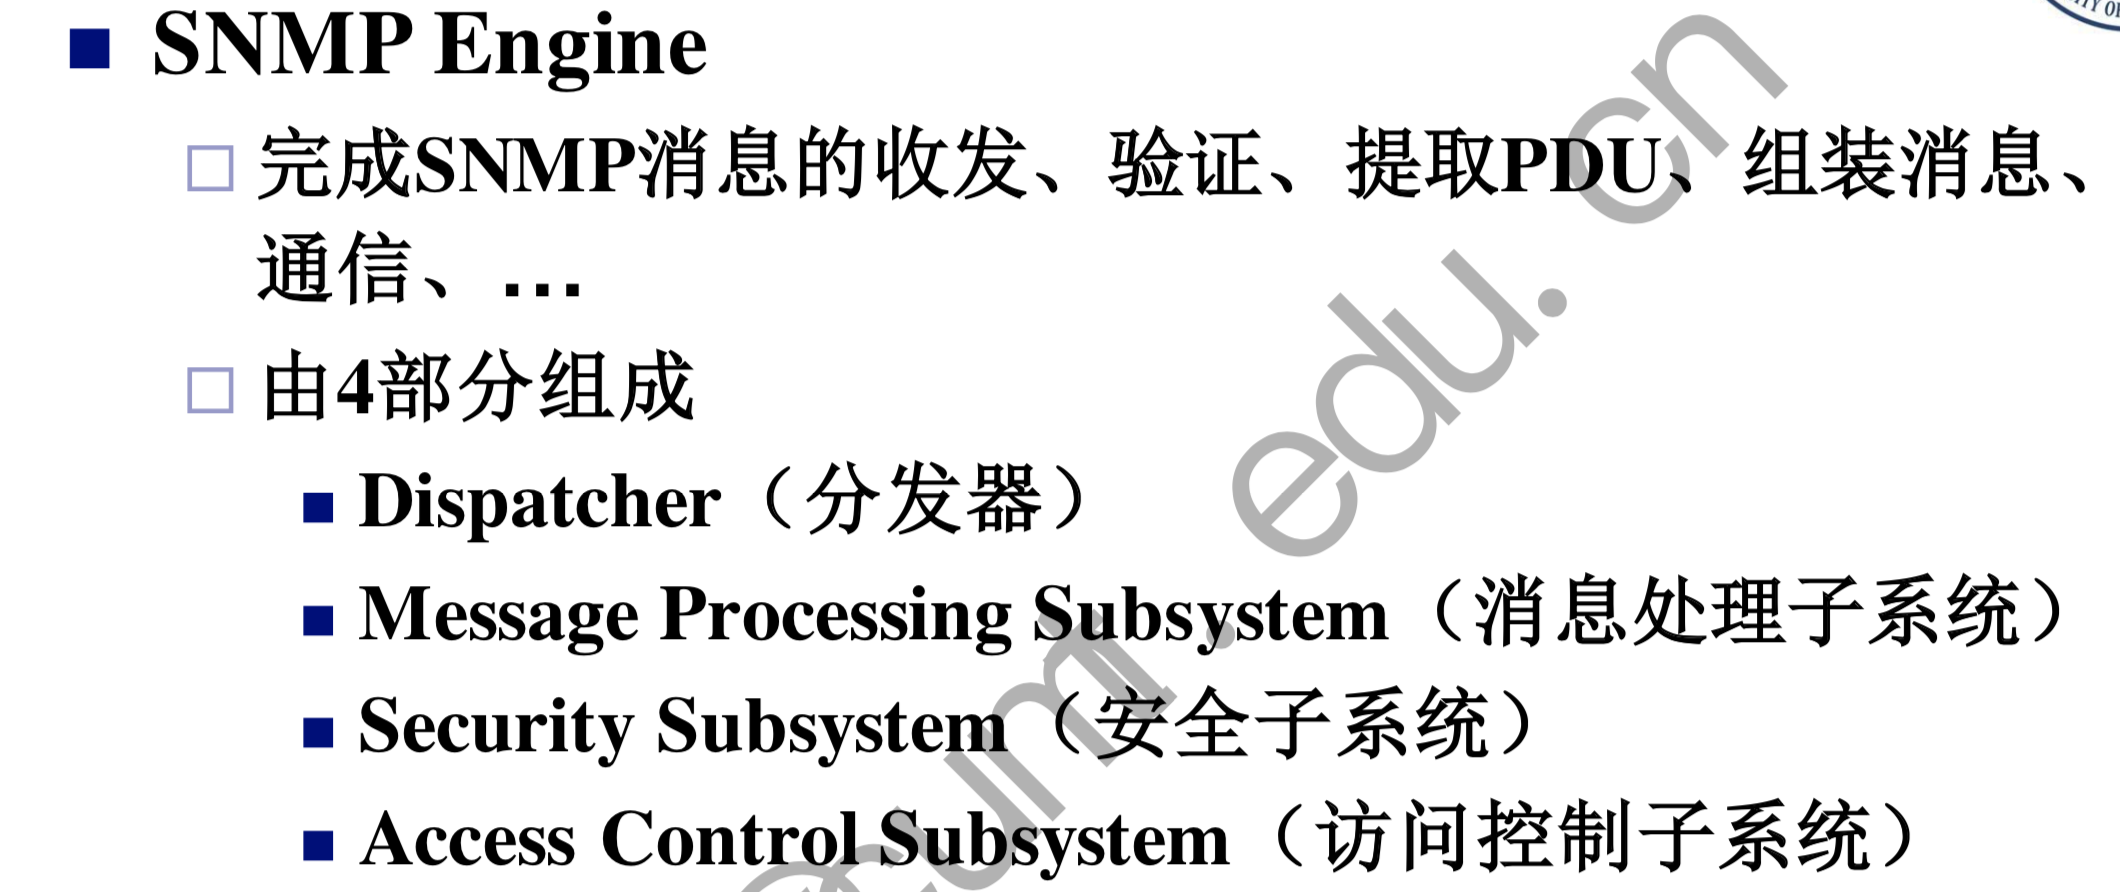 SNMP Engine
完成SNMP消息的收发、验证、提取PDU、组装消息、
通信、…
由4部分组成
Dispatcher（分发器）
Message Processing Subsystem（消息处理子系统）
Security Subsystem（安全子系统）
Access Control Subsystem（访问控制子系统）
edu. cn